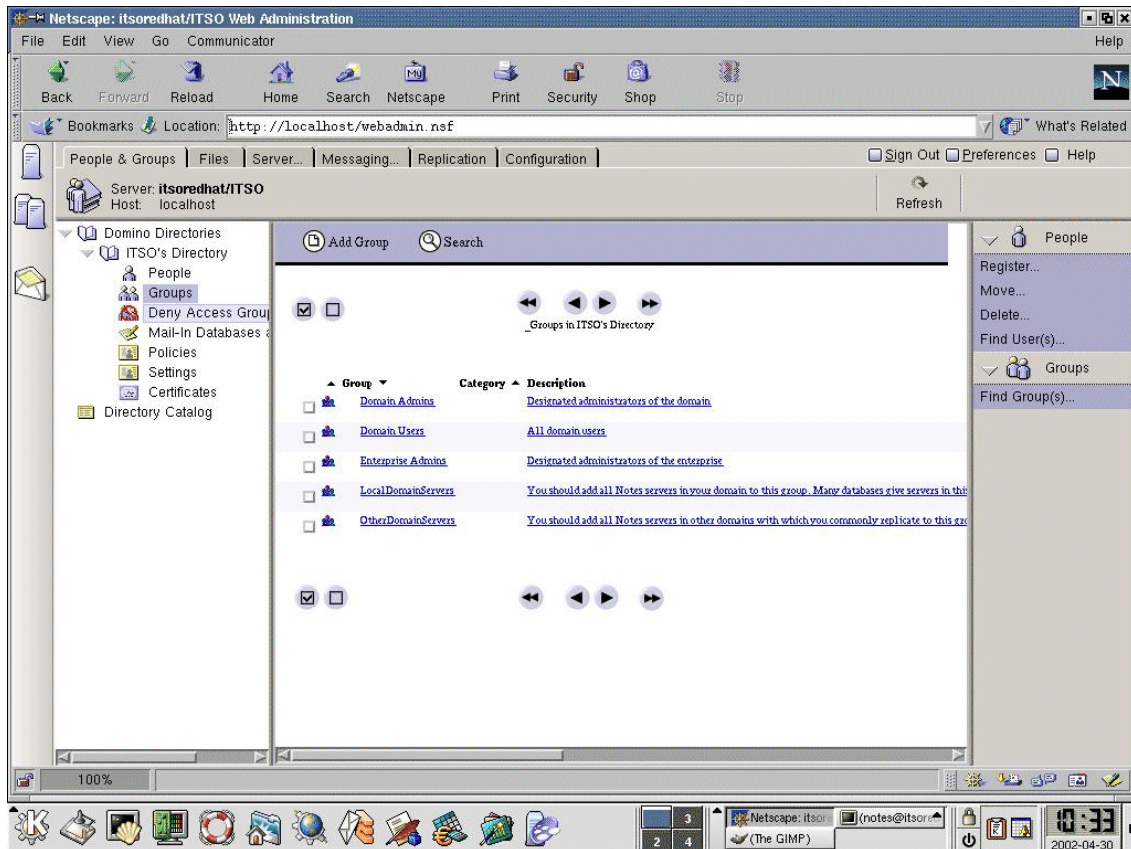 Netscape: itsoredhat/ITSO Web Administration
File Edit View Go Communicator Help
Back Forward Reload Home Search My Netscape Print Security Shop Stop N
Bookmarks Location: http://localhost/webadmin.nsf What's Related
People & Groups Files Server... Messaging... Replication Configuration Sign Out Preferences Help
Server: itsoredhat/ITSO
Host: localhost
Refresh
Domino Directories
ITSO's Directory
People
Groups
Deny Access Grou
Mail-In Databases a
Policies
Settings
Certificates
Directory Catalog
Add Group Search
_Groups in ITSO's Directory
Group Category Description
Domain Admins Designated administrators of the domain
Domain Users All domain users
Enterprise Admins Designated administrators of the enterprise
LocalDomainServers You should add all Notes servers in your domain to this group. Many databases give servers in this
OtherDomainServers You should add all Notes servers in other domains with which you commonly replicate to this gro
People
Register...
Move...
Delete...
Find User(s)...
Groups
Find Group(s)...
100%
3
2 4
Netscape: itsore
(notes@itsore
(The GIMP)
10:33
2002-04-30